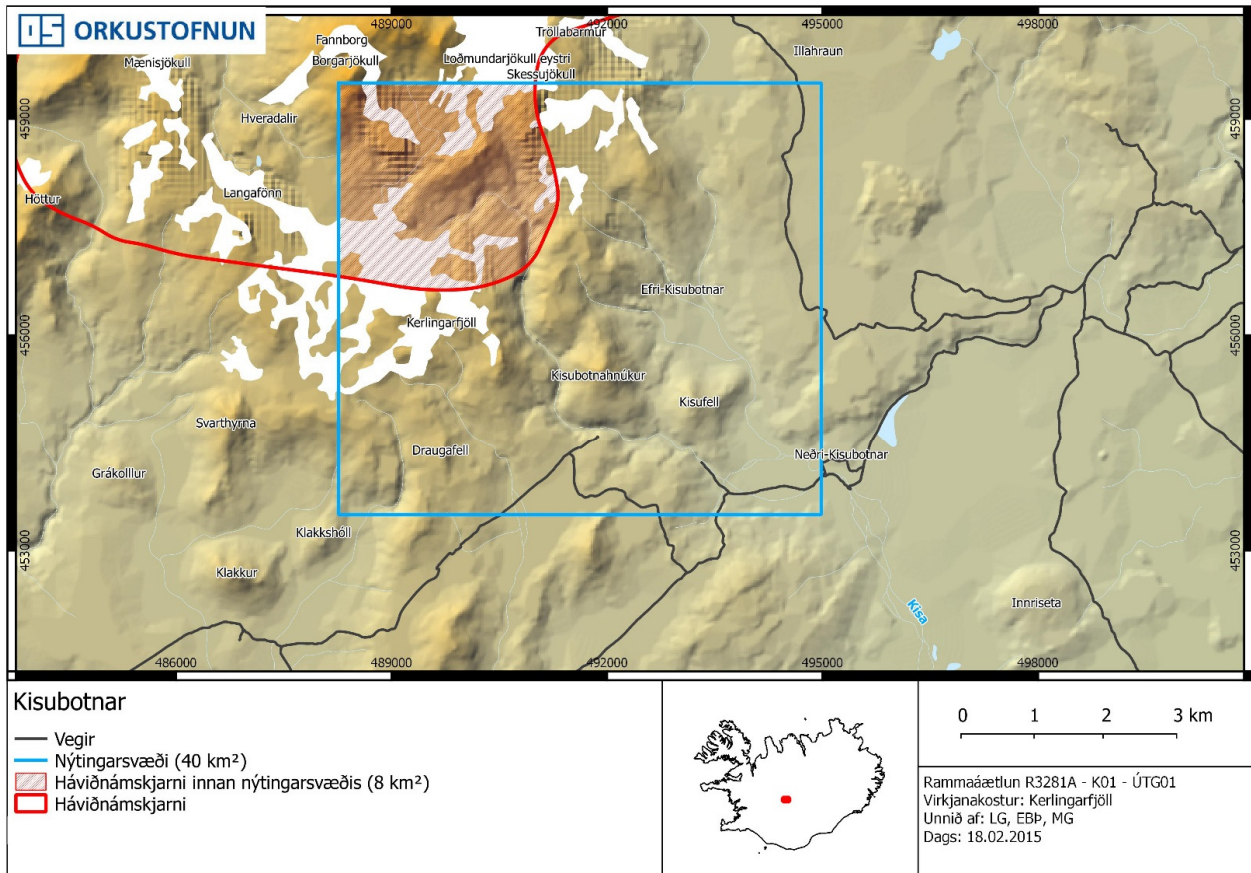 OS ORKUSTOFNUN
489000
492000
495000
498000
Fannborg
Tröllabarmur
Illahraun
Mænisjökull
Borgarjökull
Loðmundarjökull eystri
Skessujökull
459000
459000
Hveradalir
Langafönn
Höttur
Efri-Kisubotnar
Kerlingarfjöll
456000
456000
Kisubotnahnúkur
Kisufell
Svarthyrna
Draugafell
Neðri-Kisubotnar
Grákolllur
453000
453000
Klakkshóll
Klakkur
Innriseta
Kisa
486000
489000
492000
495000
498000
Kisubotnar
Vegir
Nýtingarsvæði (40 km²)
Háviðnámskjarni innan nýtingarsvæðis (8 km²)
Háviðnámskjarni
0 1 2 3 km
Rammaáætlun R3281A - K01 - ÚTG01
Virkjanakostur: Kerlingarfjöll
Unnið af: LG, EBÞ, MG
Dags: 18.02.2015